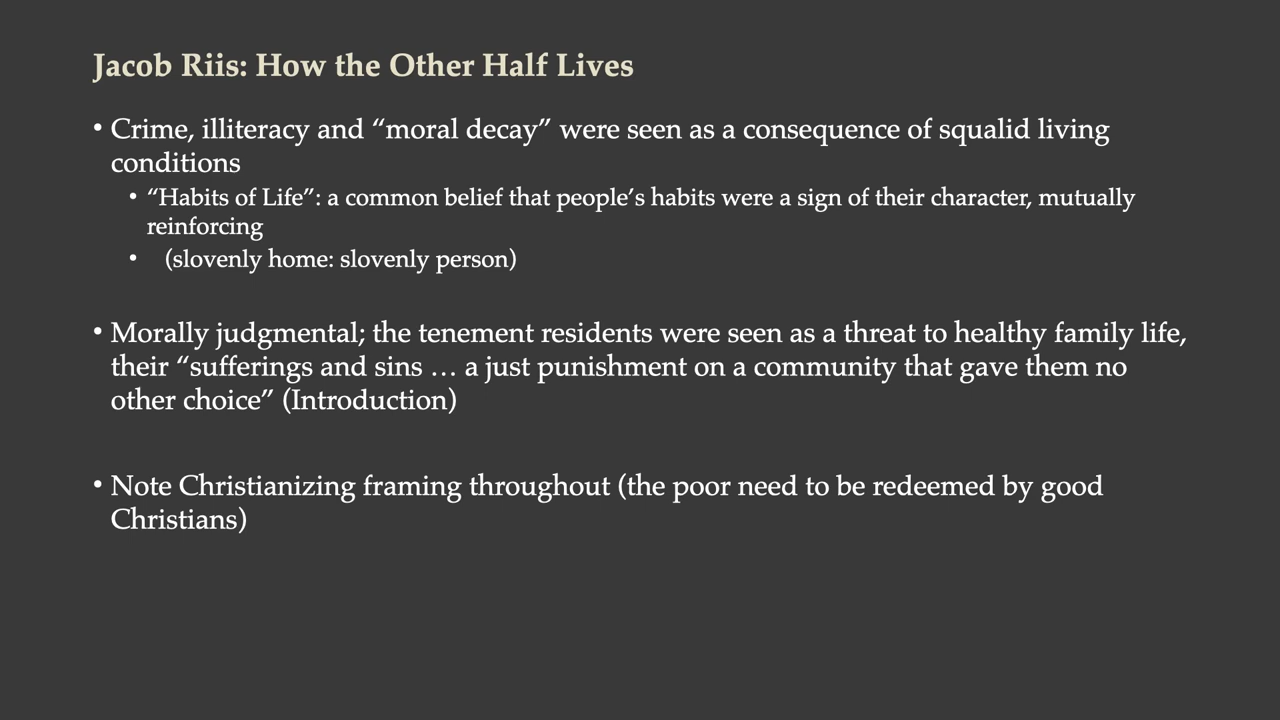 Jacob Riis: How the Other Half Lives
• Crime, illiteracy and “moral decay” were seen as a consequence of squalid living
conditions
• “Habits of Life”: a common belief that people’s habits were a sign of their character, mutually
reinforcing
• (slovenly home: slovenly person)
• Morally judgmental; the tenement residents were seen as a threat to healthy family life,
their “sufferings and sins … a just punishment on a community that gave them no
other choice” (Introduction)
• Note Christianizing framing throughout (the poor need to be redeemed by good
Christians)